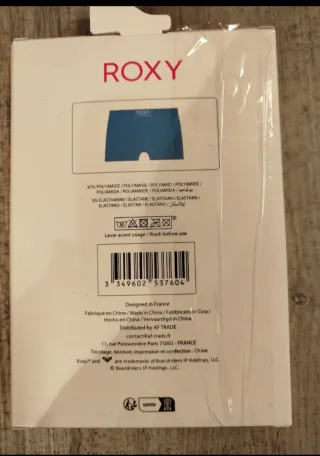 ROXY
ROXY
POLYAMIDE / POLYAMIDE / POLYAMID / POLYAMIDE /
POLIAMIDA / POLIAMMIDE / POLIAMIDA /
ELASTHANNE / ELASTANE / ELASTHAN / ELASTAAN /
ELASTANO / ELASTAN / ELASTANO /
Laver avant usage / Wash before use
3 349602 537604
Designed in France
Fabriqué en Chine / Made in China / Fabbricato in Cina /
Hecho en China / Vervaardigd in China
Distributed by AF TRADE
contact@af-trade.fr
11, rue Poissonnière Paris 75002 - FRANCE
Tricotage, teinture, impression et confection : Chine
Roxy™ and are trademarks of Boardriders IP Holdings, LLC.
© Boardriders IP Holdings, LLC.